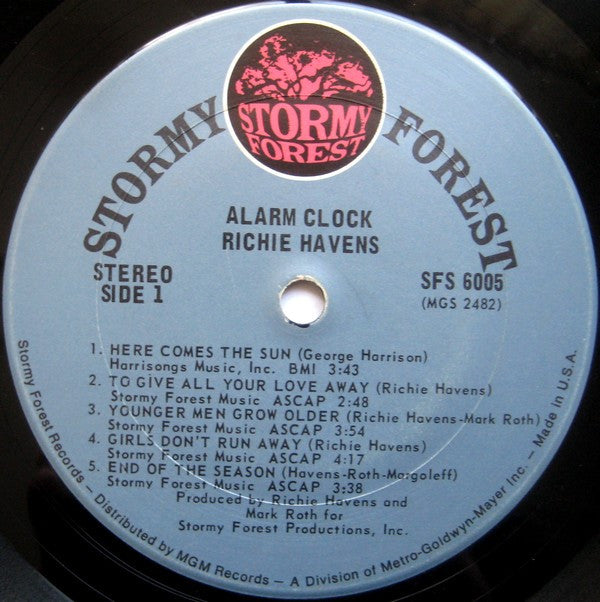 STORMY
FOREST
STORMY FOREST
ALARM CLOCK
RICHIE HAVENS
STEREO
SIDE 1
SFS 6005
(MGS 2482)
1. HERE COMES THE SUN (George Harrison)
Harrisongs Music, Inc. BMI 3:43
2. TO GIVE ALL YOUR LOVE AWAY (Richie Havens)
Stormy Forest Music ASCAP 2:48
3. YOUNGER MEN GROW OLDER (Richie Havens-Mark Roth)
Stormy Forest Music ASCAP 3:54
4. GIRLS DON'T RUN AWAY (Richie Havens)
Stormy Forest Music ASCAP 4:17
5. END OF THE SEASON (Havens-Roth-Margoleff)
Stormy Forest Music ASCAP 3:38
Produced by Richie Havens and
Mark Roth for
Stormy Forest Productions, Inc.
Stormy Forest Records – Distributed by MGM Records – A Division of Metro-Goldwyn-Mayer Inc. – Made in U.S.A.